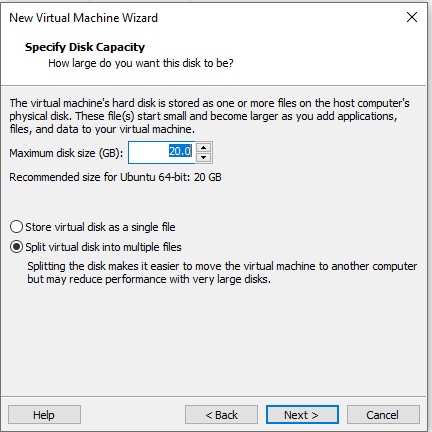 New Virtual Machine Wizard
Specify Disk Capacity
How large do you want this disk to be?
The virtual machine's hard disk is stored as one or more files on the host computer's
physical disk. These file(s) start small and become larger as you add applications,
files, and data to your virtual machine.
Maximum disk size (GB): 20.0
Recommended size for Ubuntu 64-bit: 20 GB
Store virtual disk as a single file
Split virtual disk into multiple files
Splitting the disk makes it easier to move the virtual machine to another computer
but may reduce performance with very large disks.
Help < Back Next > Cancel